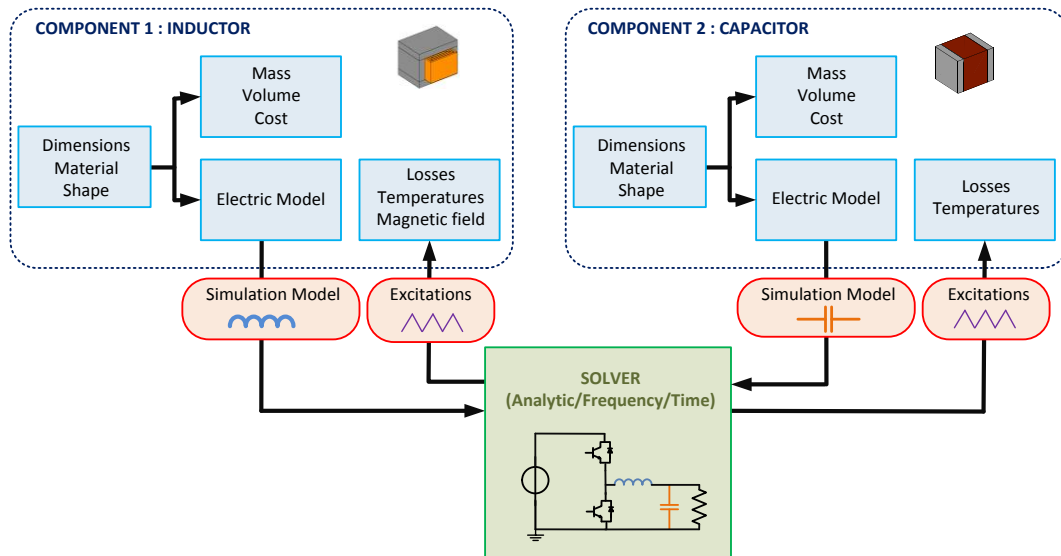 COMPONENT 1 : INDUCTOR
Mass
Volume
Cost
Dimensions
Material
Shape
Electric Model
Losses
Temperatures
Magnetic field
Simulation Model
Excitations
COMPONENT 2 : CAPACITOR
Mass
Volume
Cost
Dimensions
Material
Shape
Electric Model
Losses
Temperatures
Simulation Model
Excitations
SOLVER
(Analytic/Frequency/Time)